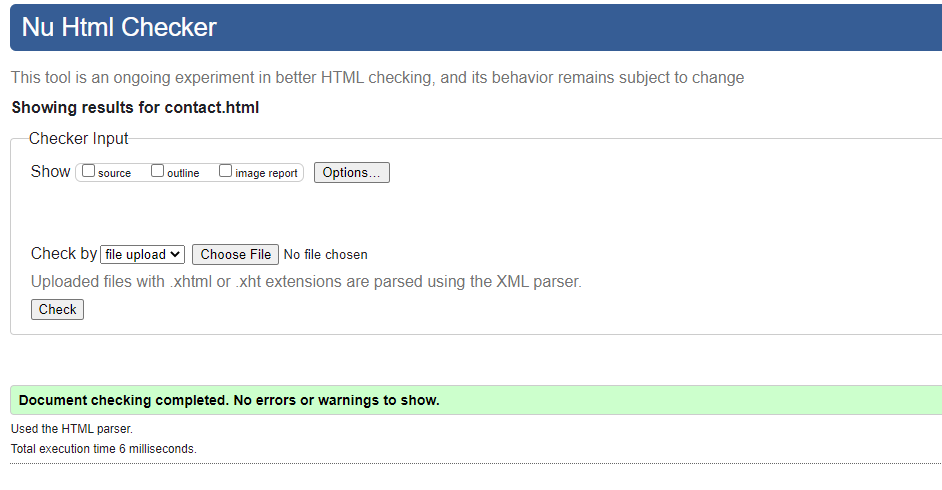 Nu Html Checker
This tool is an ongoing experiment in better HTML checking, and its behavior remains subject to change
Showing results for contact.html
Checker Input
Show source outline image report Options...
Check by file upload Choose File No file chosen
Uploaded files with .xhtml or .xht extensions are parsed using the XML parser.
Check
Document checking completed. No errors or warnings to show.
Used the HTML parser.
Total execution time 6 milliseconds.